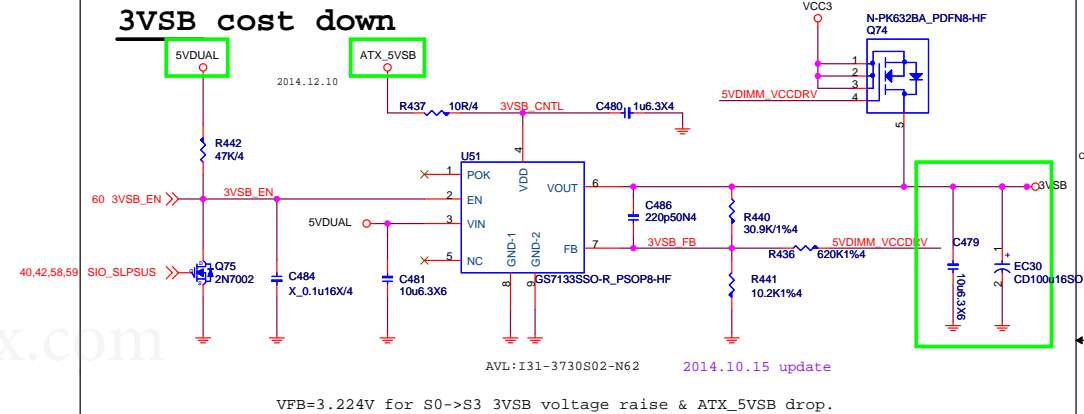 3VSB cost down
VCC3
N-PK632BA_PDFN8-HF
Q74
5VDUAL
ATX_5VSB
2014.12.10
1
2
3
4
5VDIMM_VCCDRV
5
R437
10R/4
3VSB_CNTL
C480
1u6.3X4
R442
47K/4
U51
4
VDD
1
POK
VOUT
6
3VSB
60 3VSB_EN
3VSB_EN
2
EN
C486
220p50N4
R440
30.9K/1%4
5VDUAL
3
VIN
FB
7
3VSB_FB
5VDIMM_VCCDRV
C479
R436
620K1%4
40,42,58,59 SIO_SLPSUS
Q75
2N7002
5
NC
GND-1
GND-2
GS7133SSO-R_PSOP8-HF
C484
X_0.1u16X/4
C481
10u6.3X6
8
9
R441
10.2K1%4
10u6.3X6
1
+
2
EC30
CD100u16SO
x.com
AVL:I31-3730S02-N62
2014.10.15 update
VFB=3.224V for S0->S3 3VSB voltage raise & ATX_5VSB drop.